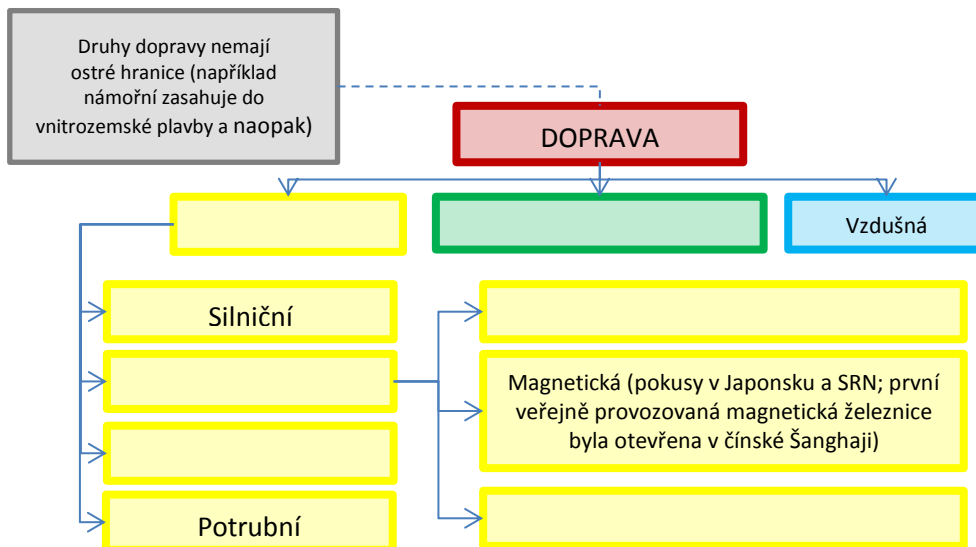 Druhy dopravy nemají
ostré hranice (například
námořní zasahuje do
vnitrozemské plavby a naopak)
DOPRAVA
Vzdušná
Silniční
Magnetická (pokusy v Japonsku a SRN; první
veřejně provozovaná magnetická železnice
byla otevřena v čínské Šanghaji)
Potrubní